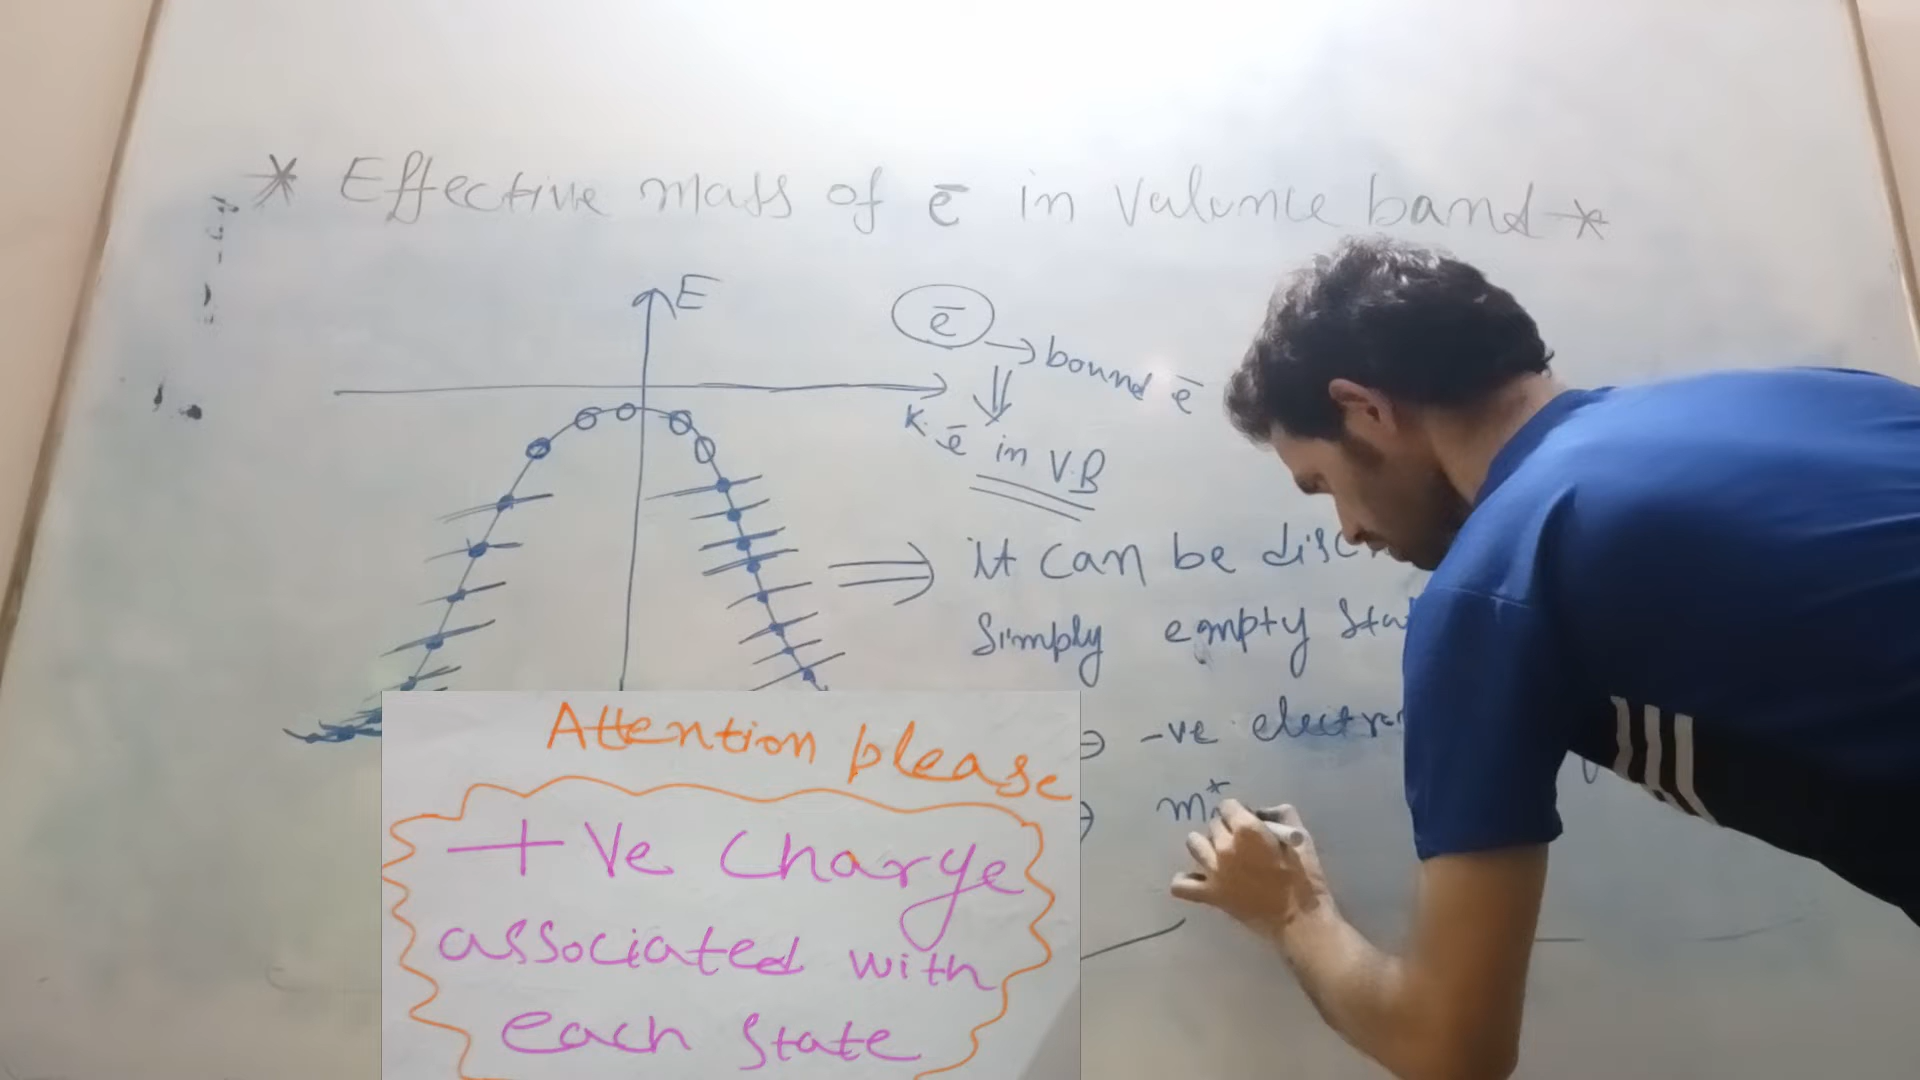 * Effective mass of e̅ in Valence band *
E
e̅ → bound e̅
⇓
K. e̅ in V.B
⇒ it can be
Simply empty
⇒ -ve
⇒ m*
Attention please
+Ve Charge
associated with
each state